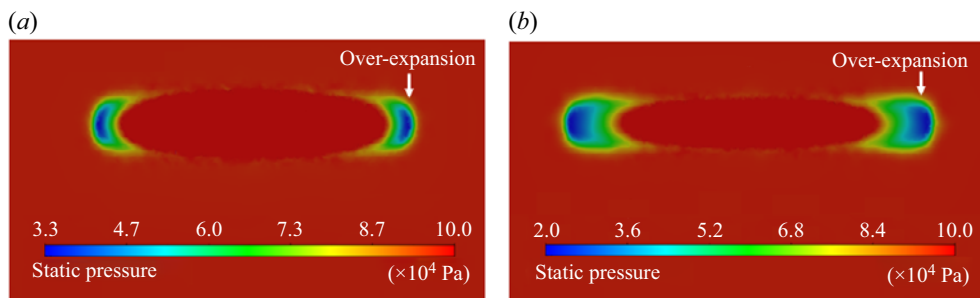 (a)
Over-expansion
3.3 4.7 6.0 7.3 8.7 10.0
Static pressure (×10⁴ Pa)
(b)
Over-expansion
2.0 3.6 5.2 6.8 8.4 10.0
Static pressure (×10⁴ Pa)